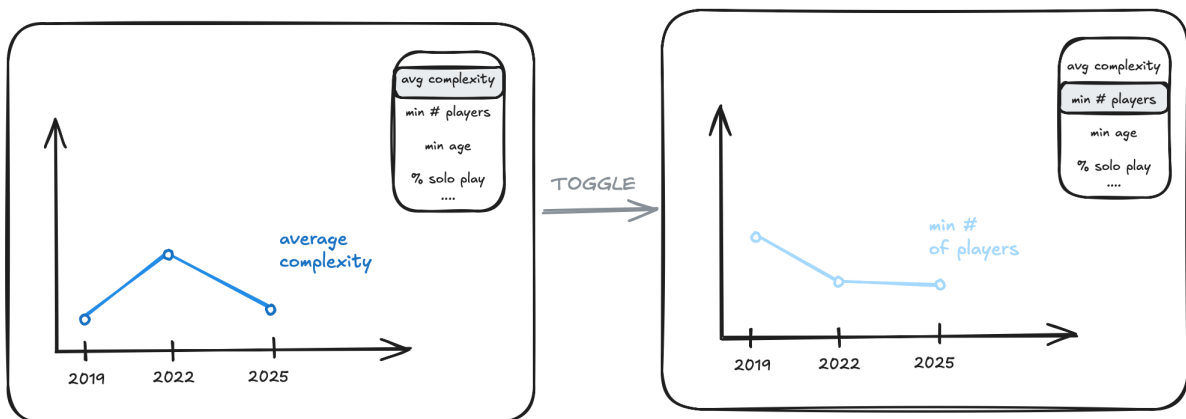 avg complexity
min # players
min age
% solo play
....
average
complexity
2019
2022
2025
TOGGLE
avg complexity
min # players
min age
% solo play
....
min #
of players
2019
2022
2025